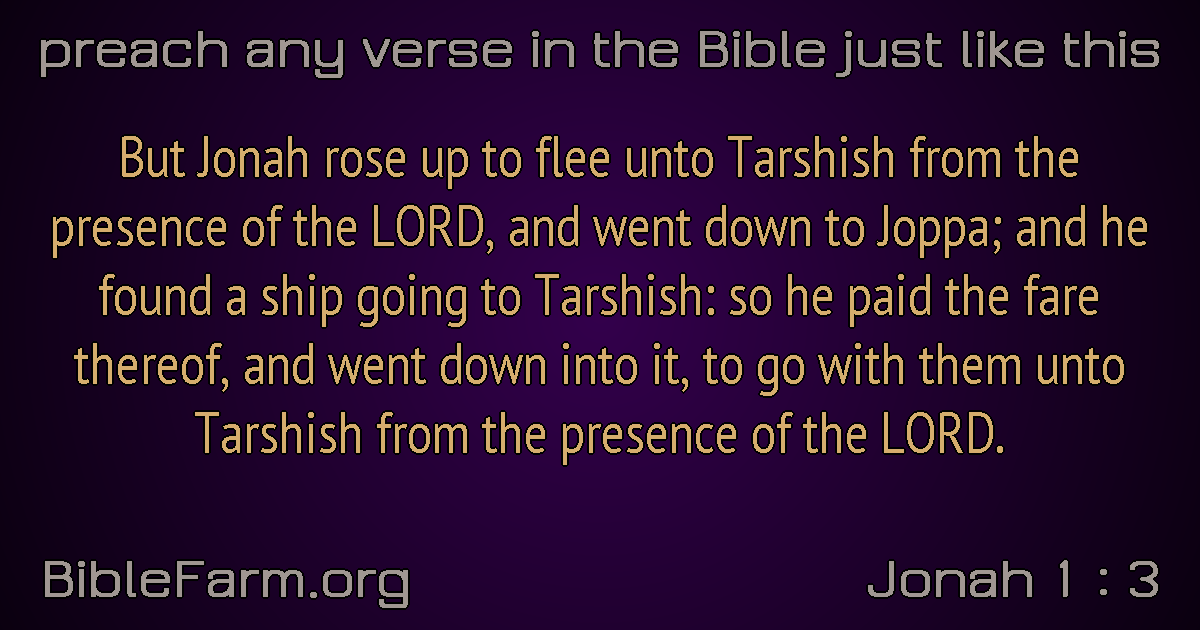 preach any verse in the Bible just like this
But Jonah rose up to flee unto Tarshish from the
presence of the LORD, and went down to Joppa; and he
found a ship going to Tarshish: so he paid the fare
thereof, and went down into it, to go with them unto
Tarshish from the presence of the LORD.
BibleFarm.org
Jonah 1 : 3